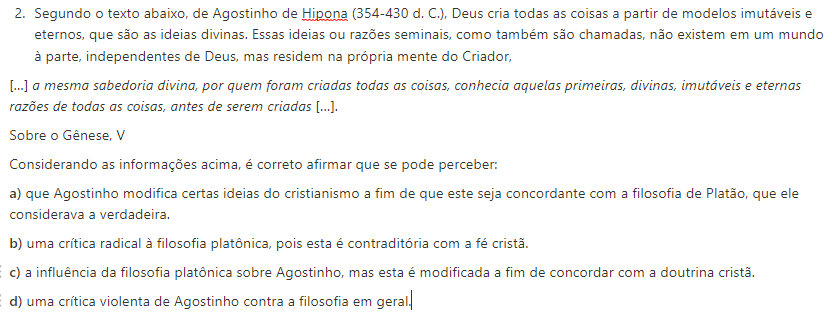 2. Segundo o texto abaixo, de Agostinho de Hipona (354-430 d. C.), Deus cria todas as coisas a partir de modelos imutáveis e
eternos, que são as ideias divinas. Essas ideias ou razões seminais, como também são chamadas, não existem em um mundo
à parte, independentes de Deus, mas residem na própria mente do Criador,
[...] a mesma sabedoria divina, por quem foram criadas todas as coisas, conhecia aquelas primeiras, divinas, imutáveis e eternas
razões de todas as coisas, antes de serem criadas [...].
Sobre o Gênese, V
Considerando as informações acima, é correto afirmar que se pode perceber:
a) que Agostinho modifica certas ideias do cristianismo a fim de que este seja concordante com a filosofia de Platão, que ele
considerava a verdadeira.
b) uma crítica radical à filosofia platônica, pois esta é contraditória com a fé cristã.
c) a influência da filosofia platônica sobre Agostinho, mas esta é modificada a fim de concordar com a doutrina cristã.
d) uma crítica violenta de Agostinho contra a filosofia em geral.